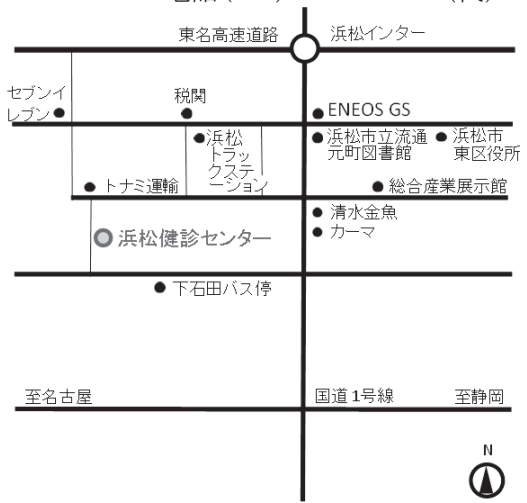 東名高速道路
浜松インター
セブンイ
レブン
税関
ENEOS GS
浜松
トラッ
クステ
ーション
浜松市立流通
元町図書館
浜松市
東区役所
トナミ運輸
総合産業展示館
清水金魚
カーマ
浜松健診センター
下石田バス停
至名古屋
国道1号線
至静岡
N